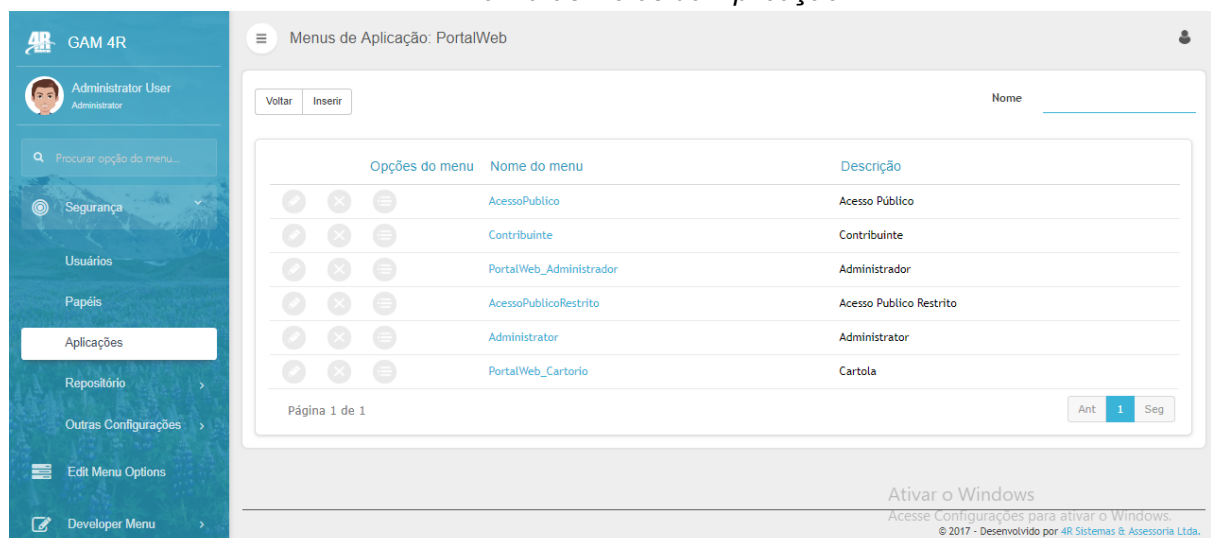 GAM 4R
Administrator User
Administrator
Procurar opção do menu...
Segurança
Usuários
Papéis
Aplicações
Repositório
Outras Configurações
Edit Menu Options
Developer Menu
Menus de Aplicação: PortalWeb
Voltar Inserir
Nome
Opções do menu Nome do menu Descrição
AcessoPublico Acesso Público
Contribuinte Contribuinte
PortalWeb_Administrador Administrador
AcessoPublicoRestrito Acesso Publico Restrito
Administrator Administrator
PortalWeb_Cartorio Cartola
Página 1 de 1
Ant 1 Seg
Ativar o Windows
Acesse Configurações para ativar o Windows.
© 2017 - Desenvolvido por 4R Sistemas & Assessoria Ltda.